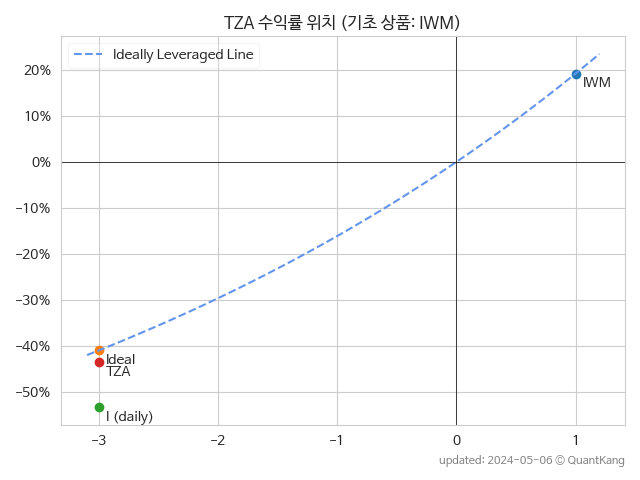 TZA 수익률 위치 (기초 상품: IWM)
Ideally Leveraged Line
20%
10%
0%
−10%
−20%
−30%
−40%
−50%
IWM
Ideal
TZA
I (daily)
−3
−2
−1
0
1
updated: 2024-05-06 © QuantKang